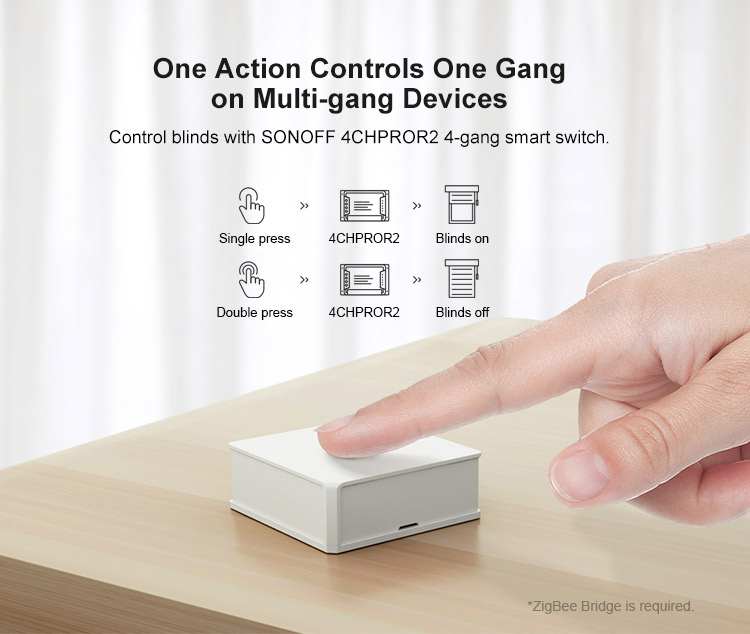 One Action Controls One Gang
on Multi-gang Devices
Control blinds with SONOFF 4CHPROR2 4-gang smart switch.
Single press >> 4CHPROR2 >> Blinds on
Double press >> 4CHPROR2 >> Blinds off
*ZigBee Bridge is required.